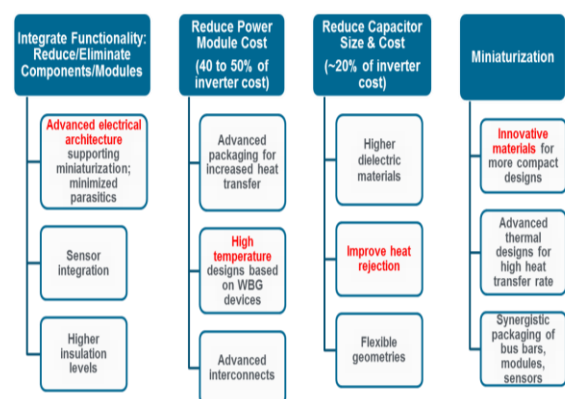 Integrate Functionality:
Reduce/Eliminate
Components/Modules
Advanced electrical
architecture
supporting
miniaturization;
minimized
parasitics
Sensor
integration
Higher
insulation
levels
Reduce Power
Module Cost
(40 to 50% of
inverter cost)
Advanced
packaging for
increased heat
transfer
High
temperature
designs based
on WBG
devices
Advanced
interconnects
Reduce Capacitor
Size & Cost
(~20% of inverter
cost)
Higher
dielectric
materials
Improve heat
rejection
Flexible
geometries
Miniaturization
Innovative
materials for
more compact
designs
Advanced
thermal
designs for
high heat
transfer rate
Synergistic
packaging of
bus bars,
modules,
sensors